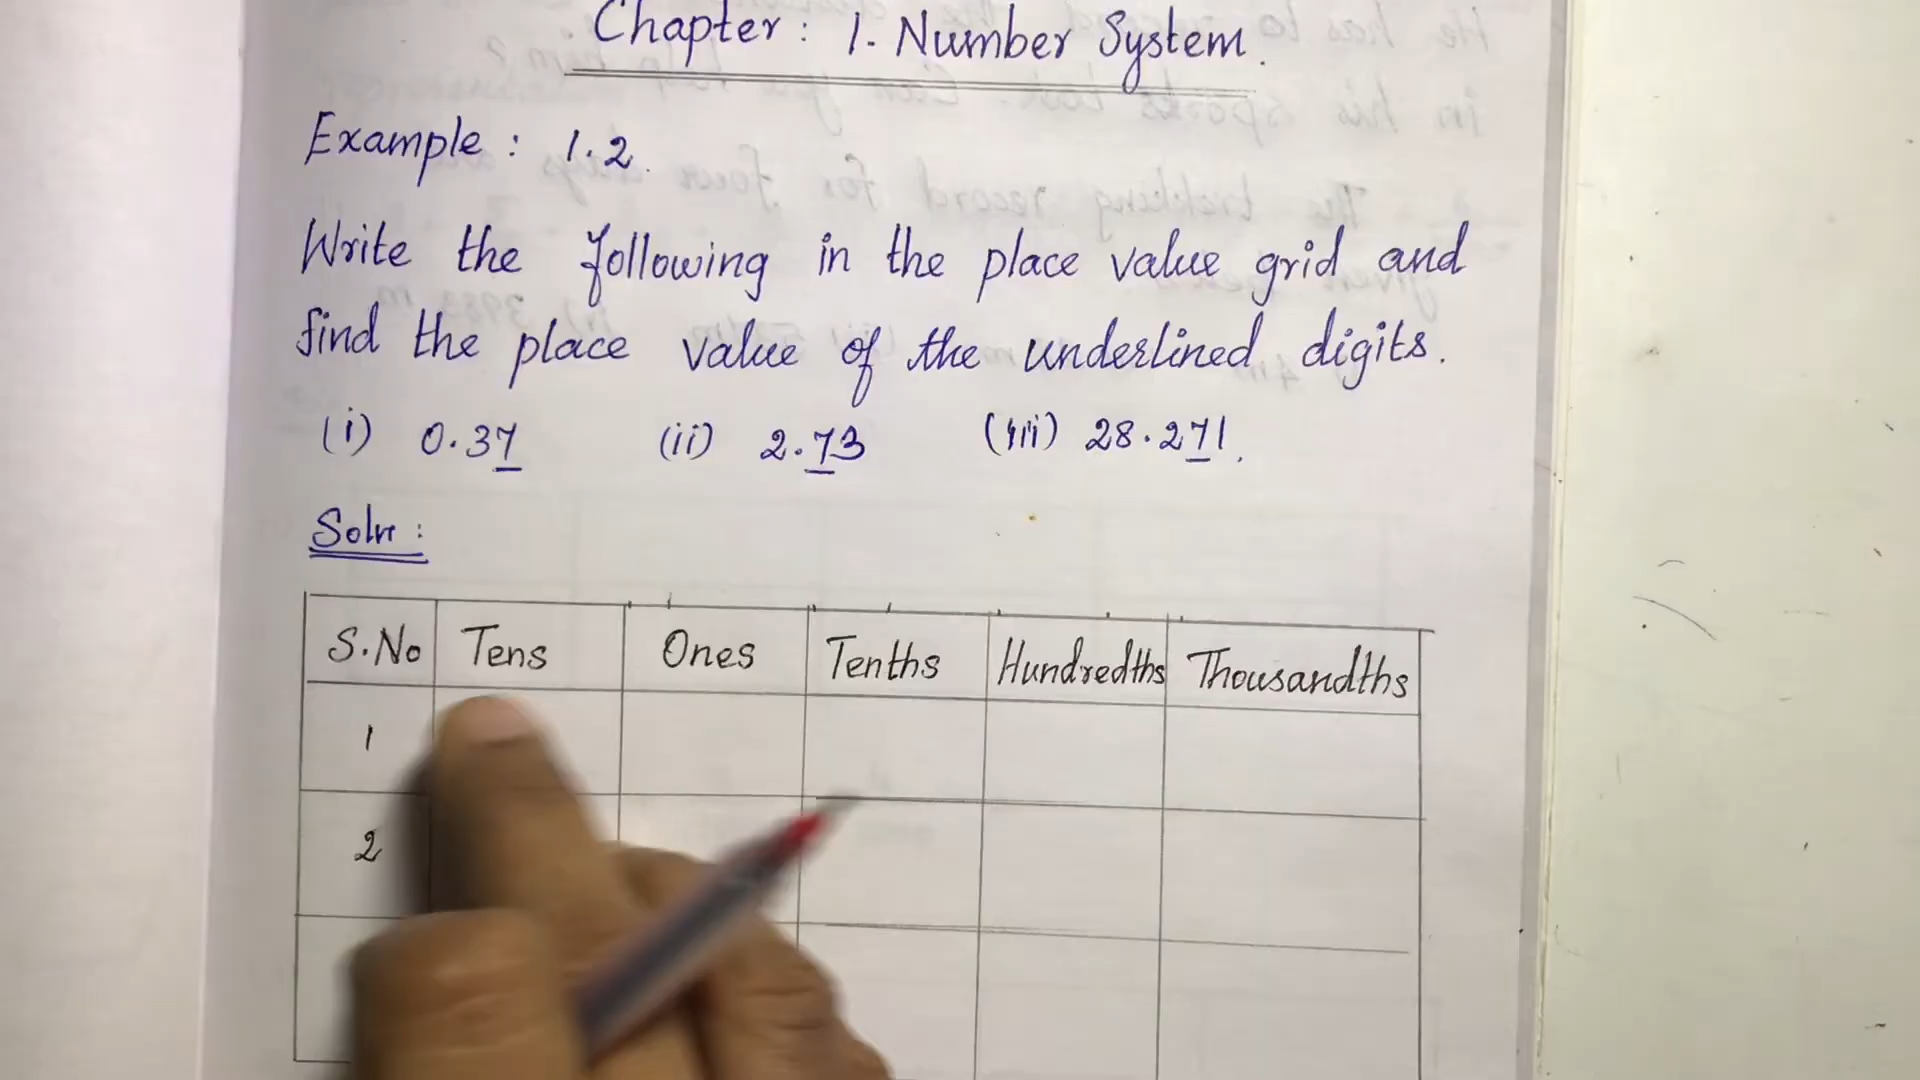 Chapter: 1. Number System.
Example: 1.2.
Write the following in the place value grid and
find the place value of the underlined digits.
(i) 0.37 (ii) 2.73 (iii) 28.271.
Soln:
S.No Tens Ones Tenths Hundredths Thousandths
1
2